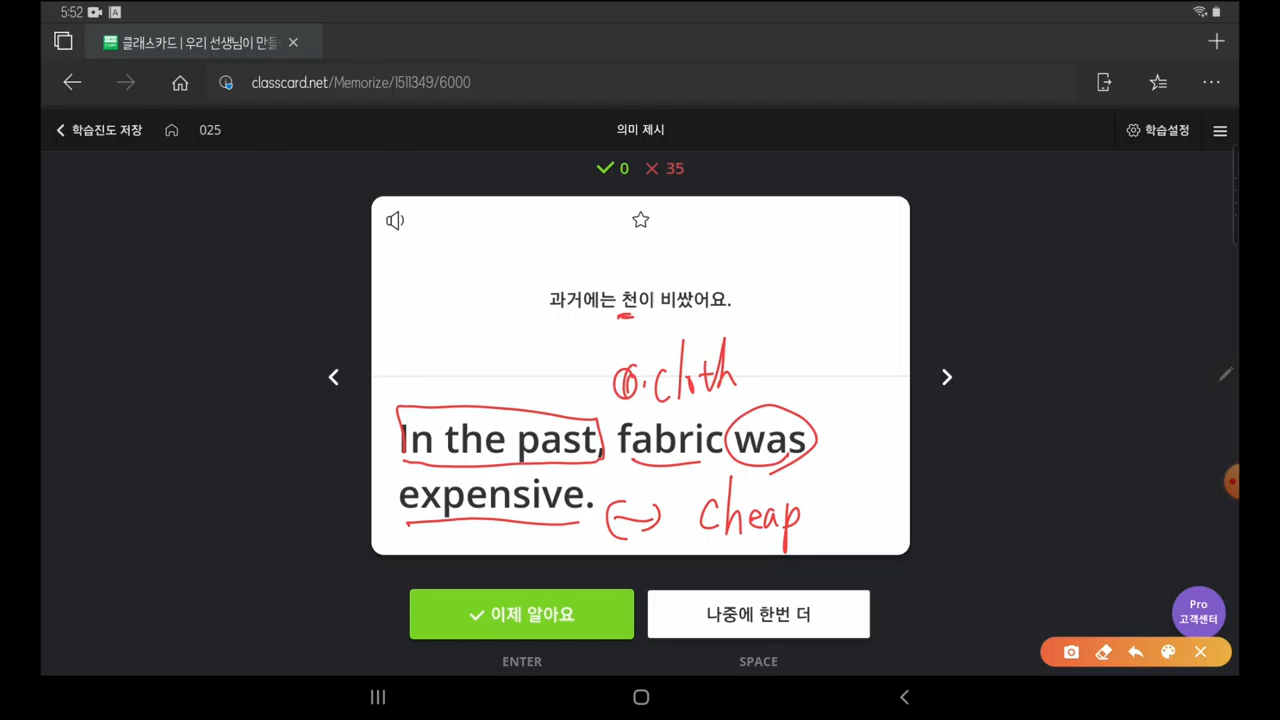 5:52
클래스카드 | 우리 선생님이 만들
classcard.net/Memorize/1511349/6000
학습진도 저장 025 의미 제시 학습설정
0 35
과거에는 천이 비쌌어요.
cloth
In the past, fabric was
expensive.
cheap
이제 알아요 나중에 한번 더
ENTER SPACE
Pro
고객센터